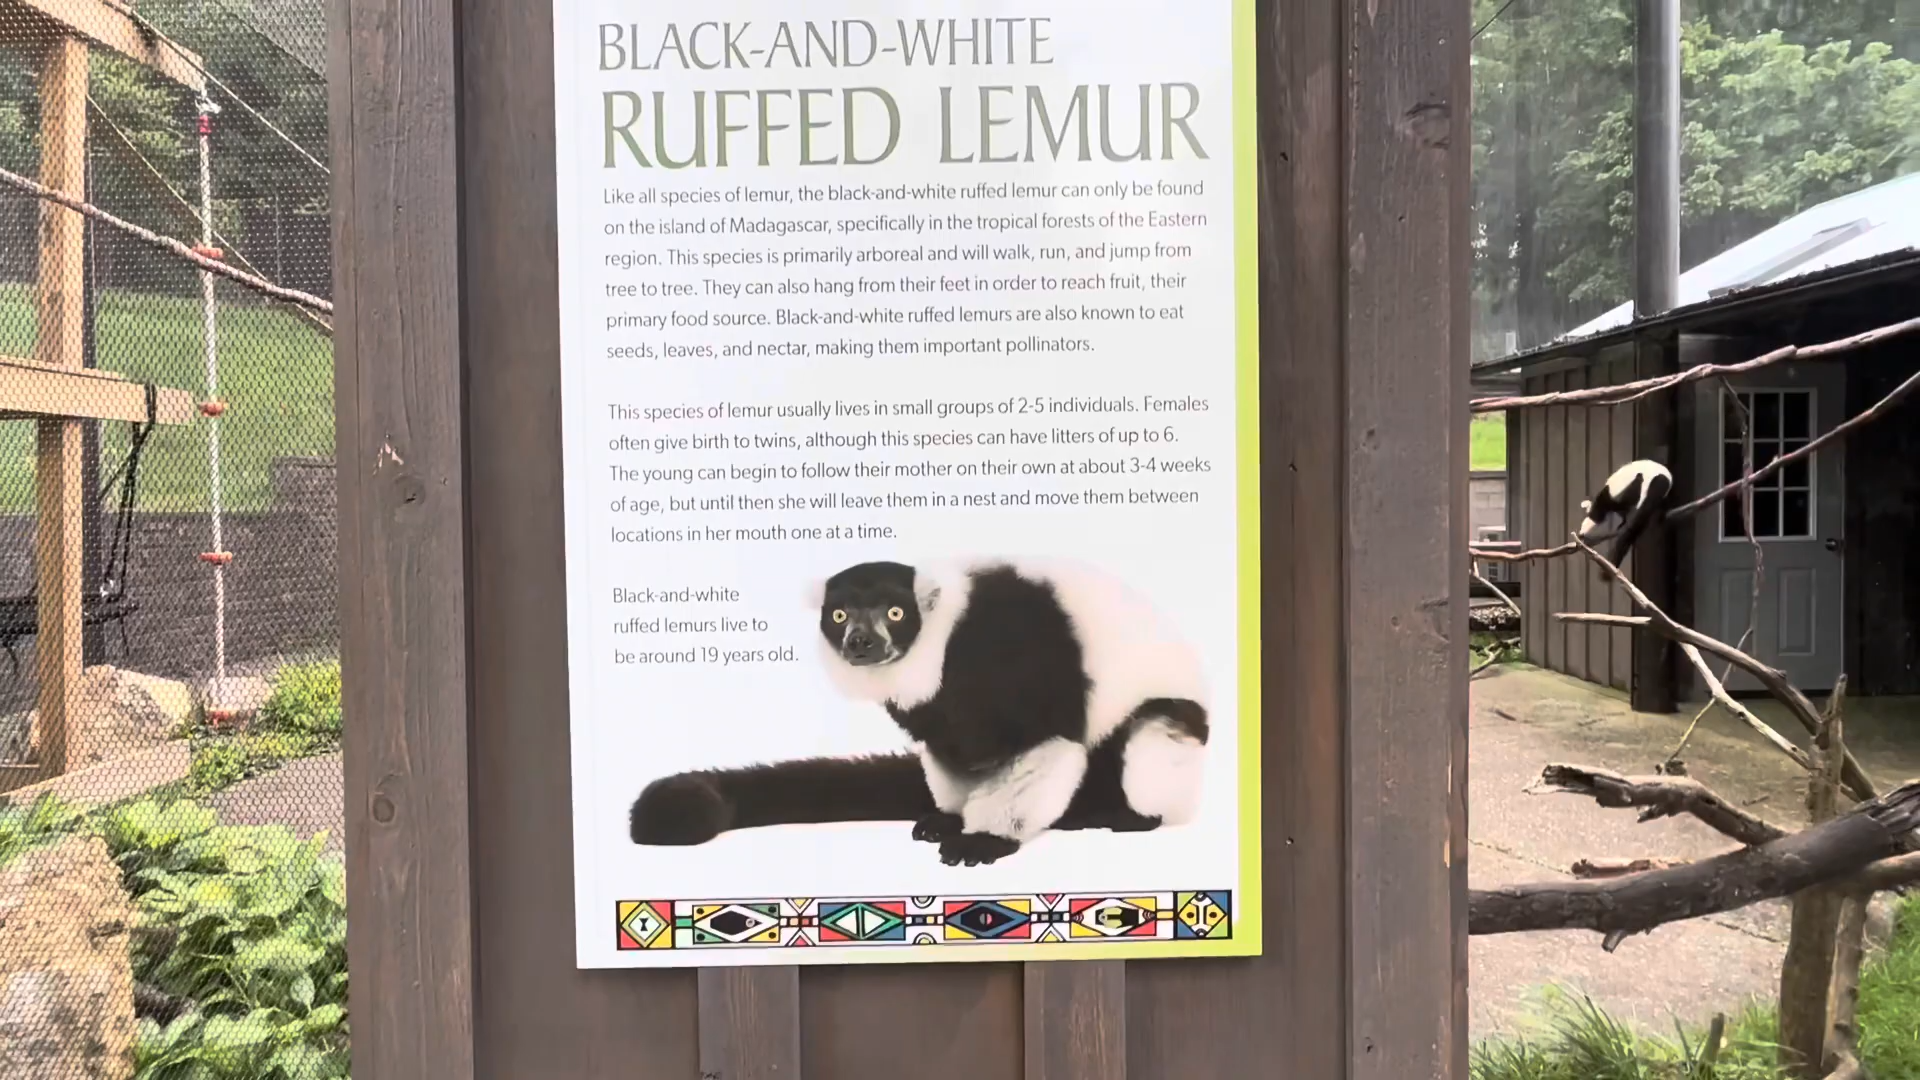 BLACK-AND-WHITE
RUFFED LEMUR
Like all species of lemur, the black-and-white ruffed lemur can only be found
on the island of Madagascar, specifically in the tropical forests of the Eastern
region. This species is primarily arboreal and will walk, run, and jump from
tree to tree. They can also hang from their feet in order to reach fruit, their
primary food source. Black-and-white ruffed lemurs are also known to eat
seeds, leaves, and nectar, making them important pollinators.
This species of lemur usually lives in small groups of 2-5 individuals. Females
often give birth to twins, although this species can have litters of up to 6.
The young can begin to follow their mother on their own at about 3-4 weeks
of age, but until then she will leave them in a nest and move them between
locations in her mouth one at a time.
Black-and-white
ruffed lemurs live to
be around 19 years old.